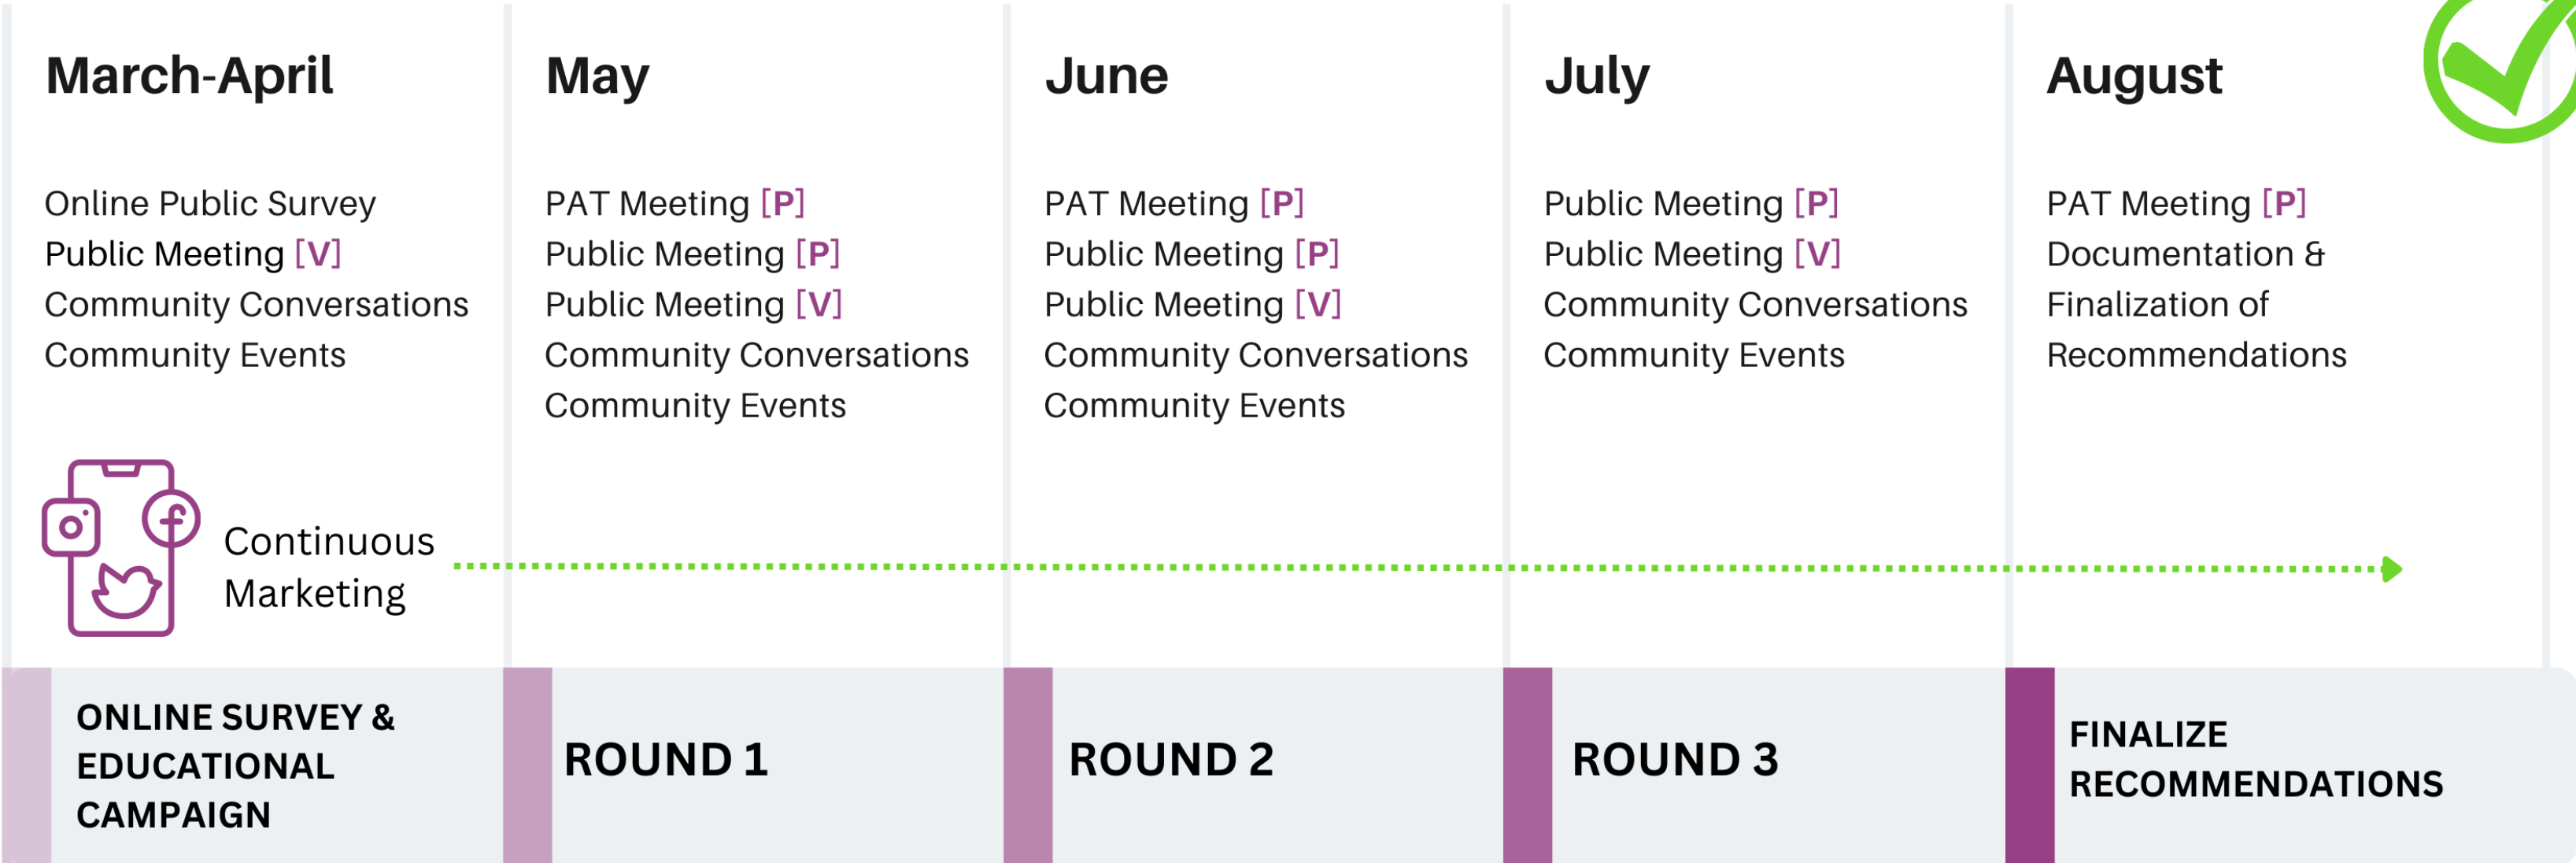 March-April
Online Public Survey
Public Meeting [V]
Community Conversations
Community Events
May
PAT Meeting [P]
Public Meeting [P]
Public Meeting [V]
Community Conversations
Community Events
June
PAT Meeting [P]
Public Meeting [P]
Public Meeting [V]
Community Conversations
Community Events
July
Public Meeting [P]
Public Meeting [V]
Community Conversations
Community Events
August
PAT Meeting [P]
Documentation &
Finalization of
Recommendations
Continuous
Marketing
ONLINE SURVEY &
EDUCATIONAL
CAMPAIGN
ROUND 1
ROUND 2
ROUND 3
FINALIZE
RECOMMENDATIONS